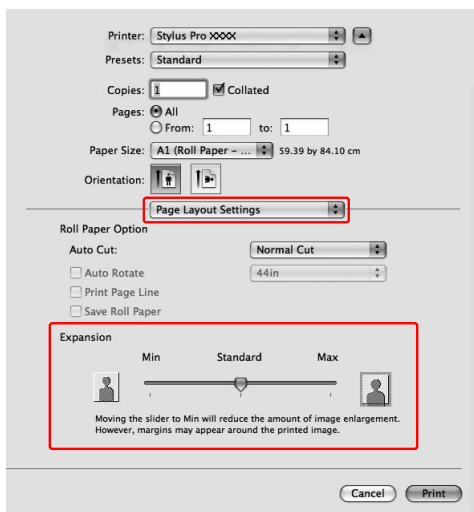 Printer: Stylus Pro XXXX
Presets: Standard
Copies: 1 Collated
Pages: All
From: 1 to: 1
Paper Size: A1 (Roll Paper – ... 59.39 by 84.10 cm
Orientation:
Page Layout Settings
Roll Paper Option
Auto Cut: Normal Cut
Auto Rotate 44in
Print Page Line
Save Roll Paper
Expansion
Min Standard Max
Moving the slider to Min will reduce the amount of image enlargement.
However, margins may appear around the printed image.
Cancel Print